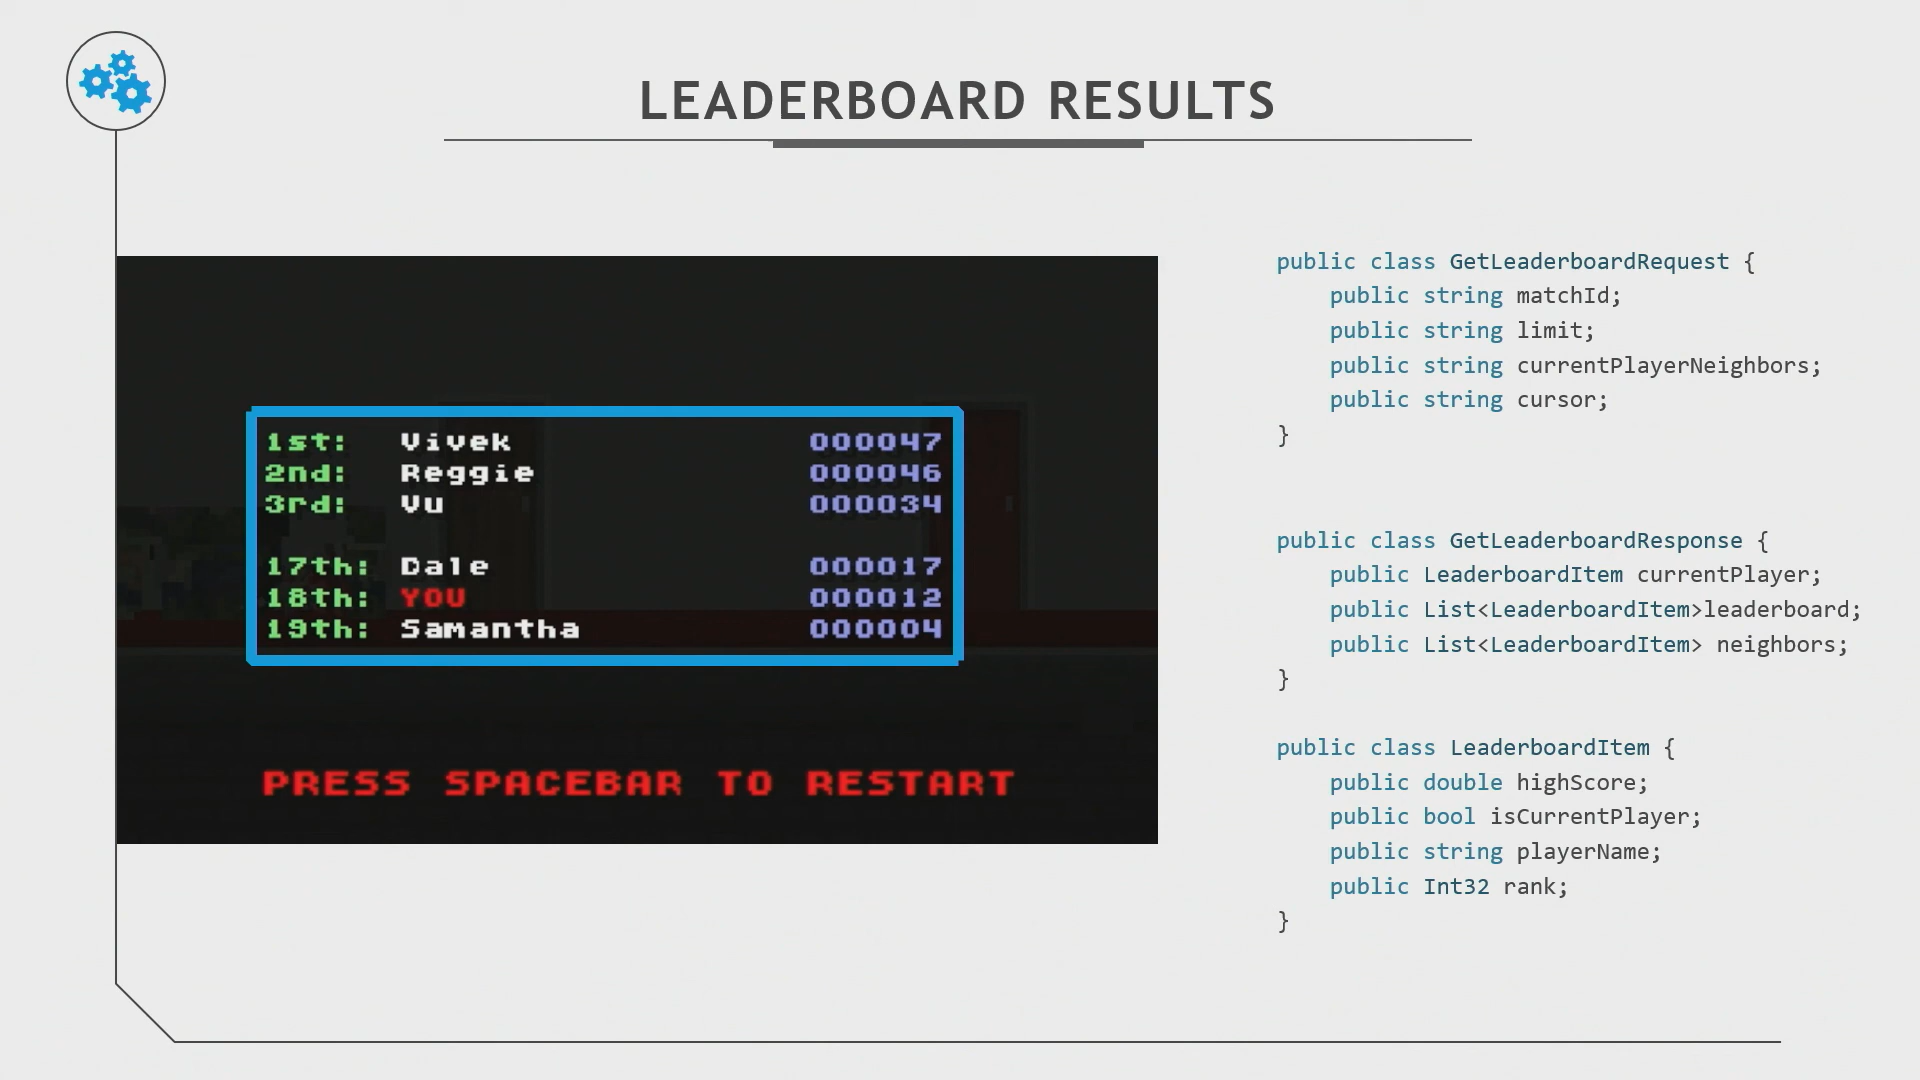 LEADERBOARD RESULTS
1st: Vivek 000047
2nd: Reggie 000046
3rd: Vu 000034
17th: Dale 000017
18th: YOU 000012
19th: Samantha 000004
PRESS SPACEBAR TO RESTART
public class GetLeaderboardRequest {
public string matchId;
public string limit;
public string currentPlayerNeighbors;
public string cursor;
}
public class GetLeaderboardResponse {
public LeaderboardItem currentPlayer;
public List<LeaderboardItem>leaderboard;
public List<LeaderboardItem> neighbors;
}
public class LeaderboardItem {
public double highScore;
public bool isCurrentPlayer;
public string playerName;
public Int32 rank;
}